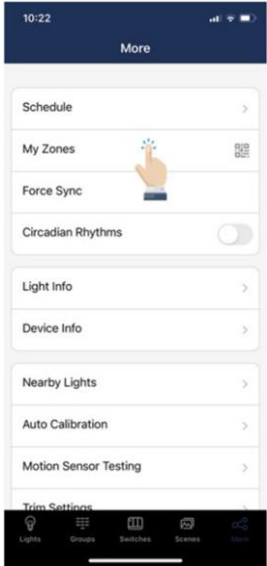 10:22
More
Schedule
My Zones
Force Sync
Circadian Rhythms
Light Info
Device Info
Nearby Lights
Auto Calibration
Motion Sensor Testing
Trim Settings
Lights Groups Switches Scenes More